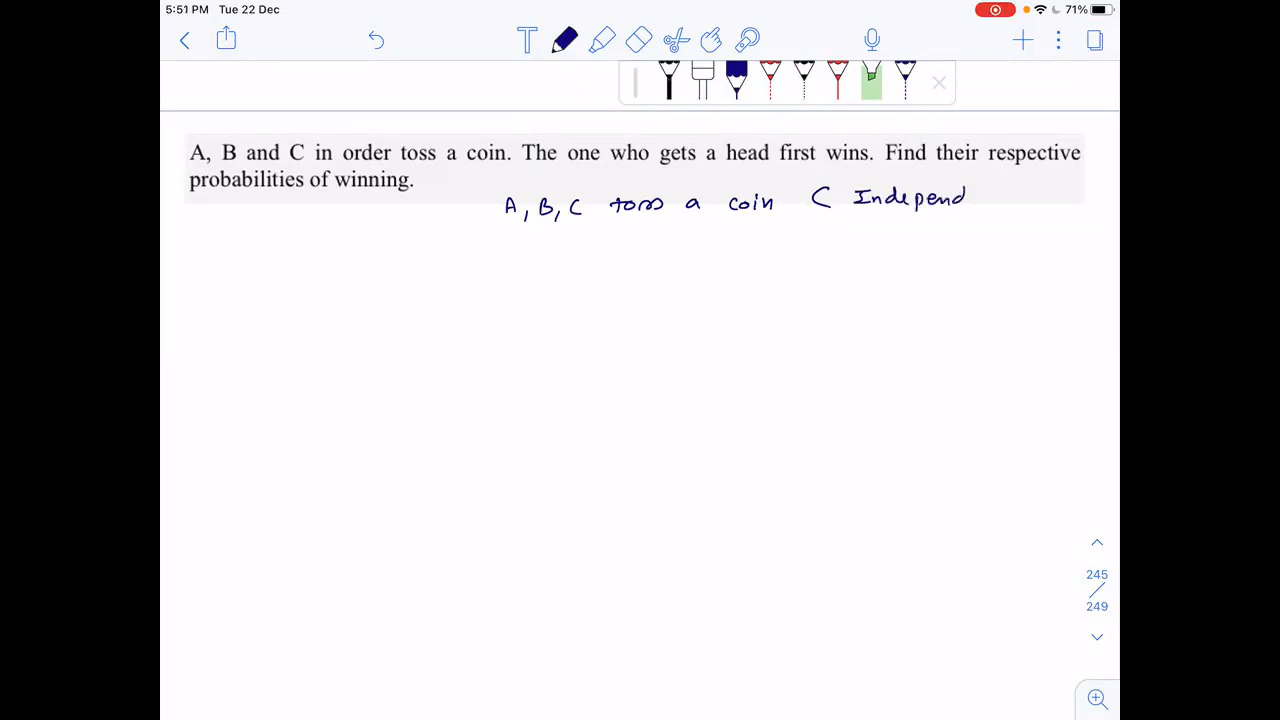 5:51 PM Tue 22 Dec
71%
T
A, B and C in order toss a coin. The one who gets a head first wins. Find their respective
probabilities of winning.
A, B, C toss a coin ( Independ
245
249